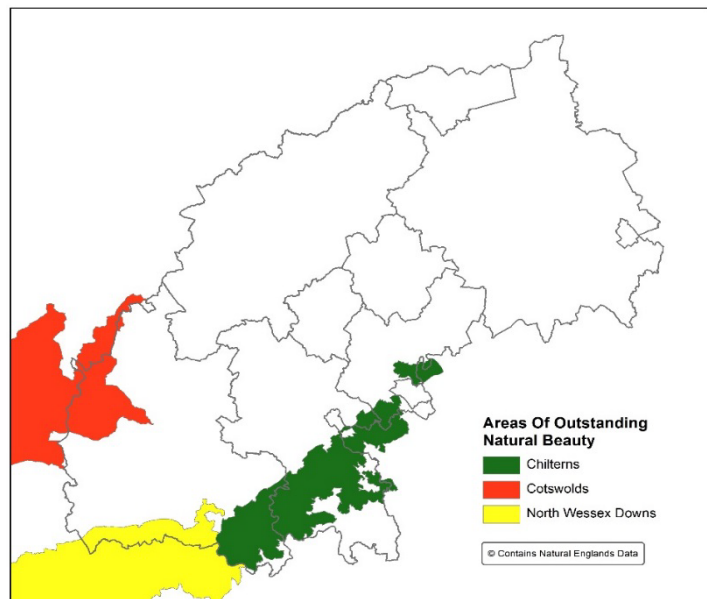 Areas Of Outstanding
Natural Beauty
Chilterns
Cotswolds
North Wessex Downs
© Contains Natural Englands Data